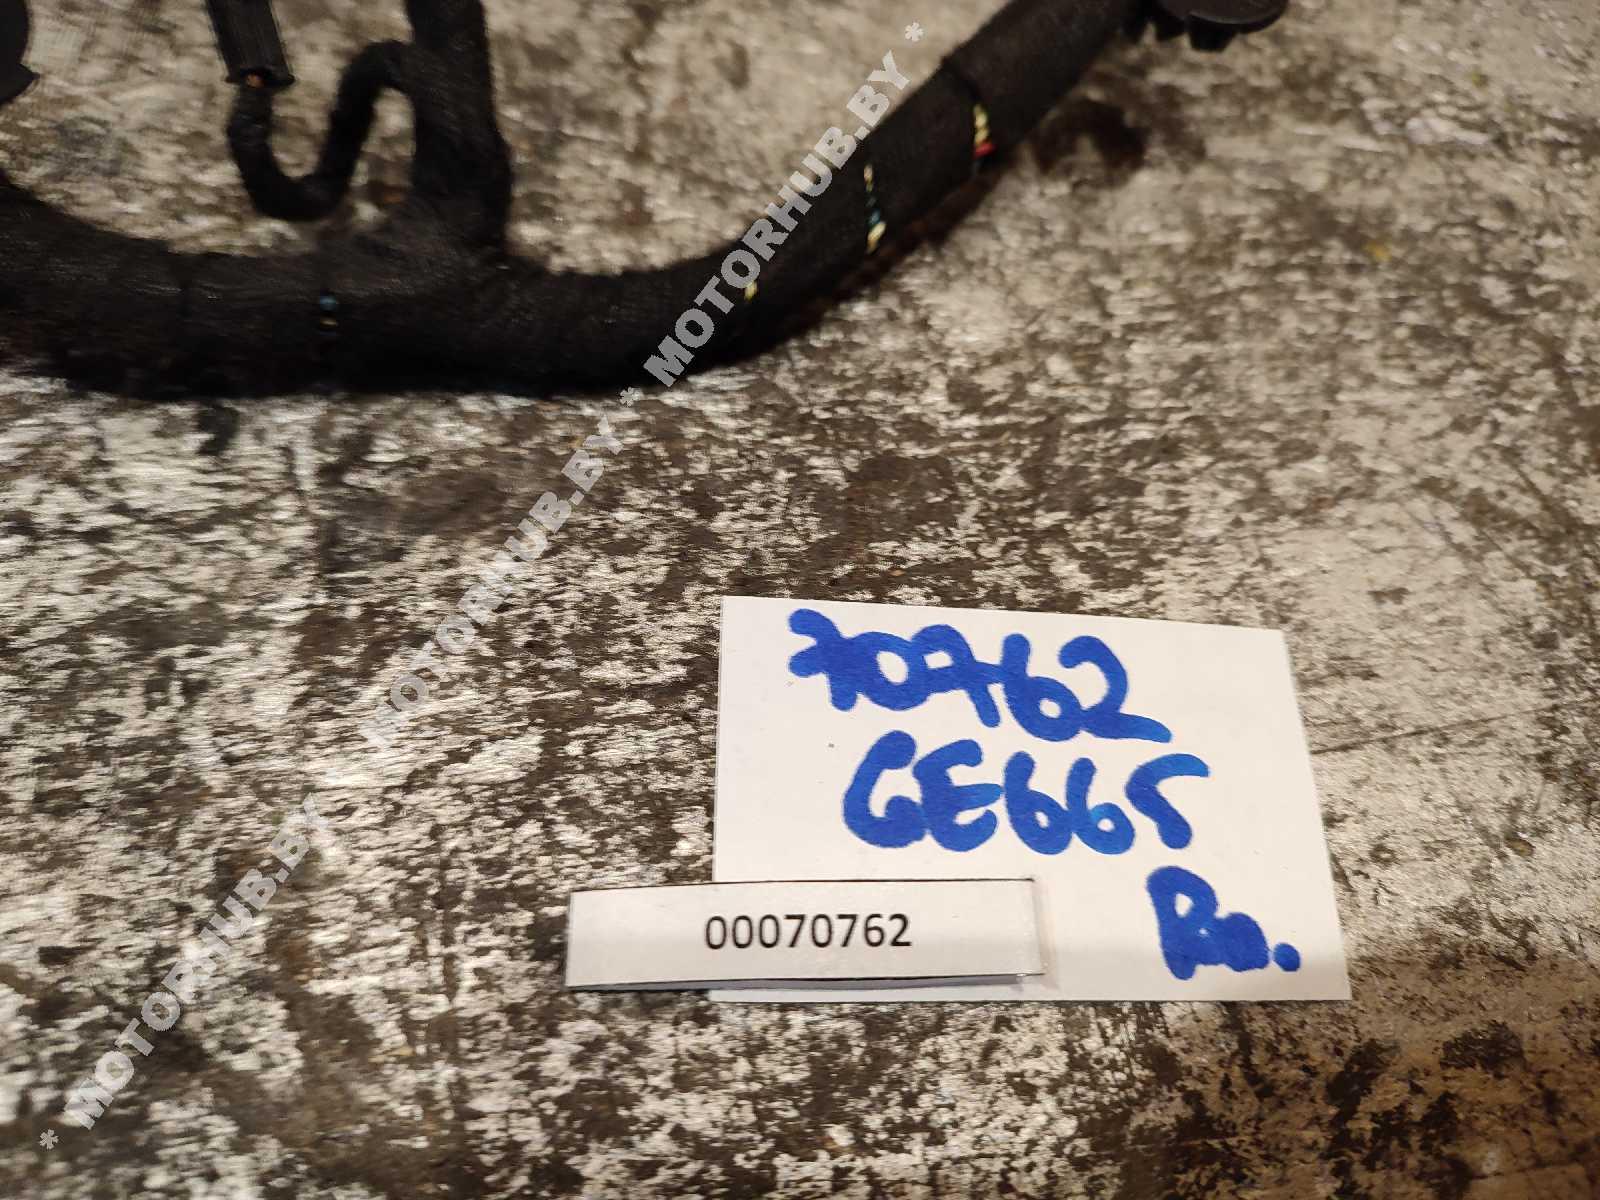 * MOTORHUB.BY * MOTORHUB.BY * MOTORHUB.BY *
70762
GE665
00070762